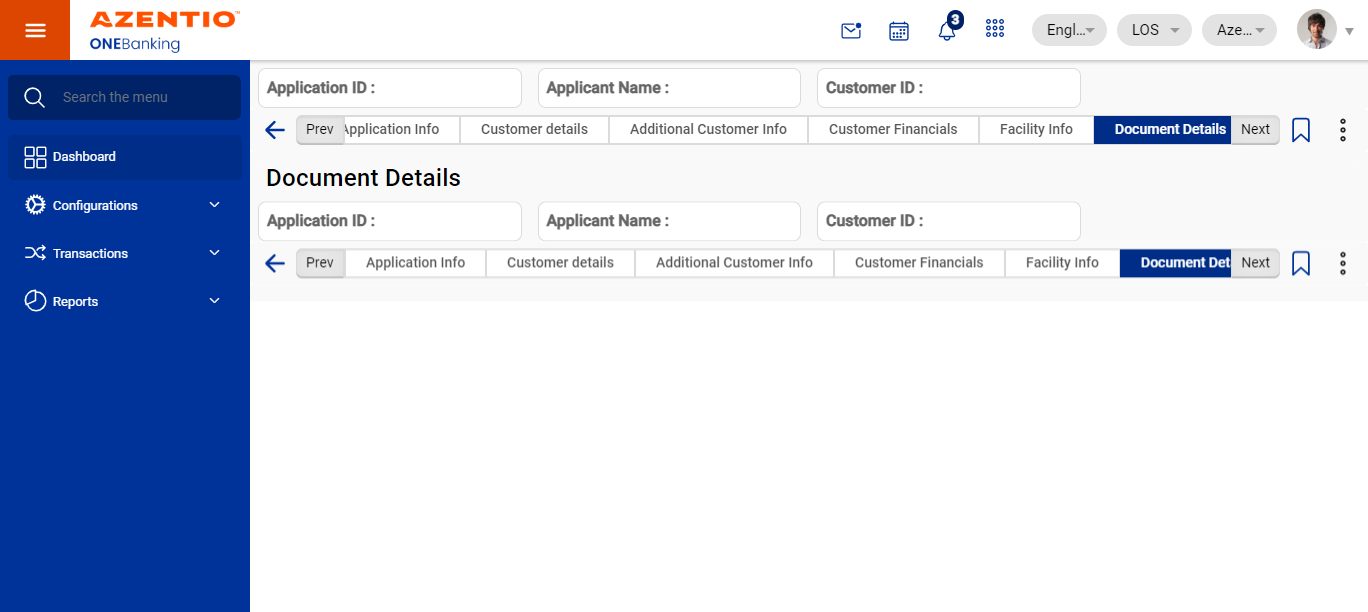 AZENTIO™
ONEBanking
3
Engl...
LOS
Aze...
Search the menu
Dashboard
Configurations
Transactions
Reports
Application ID :
Applicant Name :
Customer ID :
Prev
Application Info
Customer details
Additional Customer Info
Customer Financials
Facility Info
Document Details
Next
Document Details
Application ID :
Applicant Name :
Customer ID :
Prev
Application Info
Customer details
Additional Customer Info
Customer Financials
Facility Info
Document Det
Next